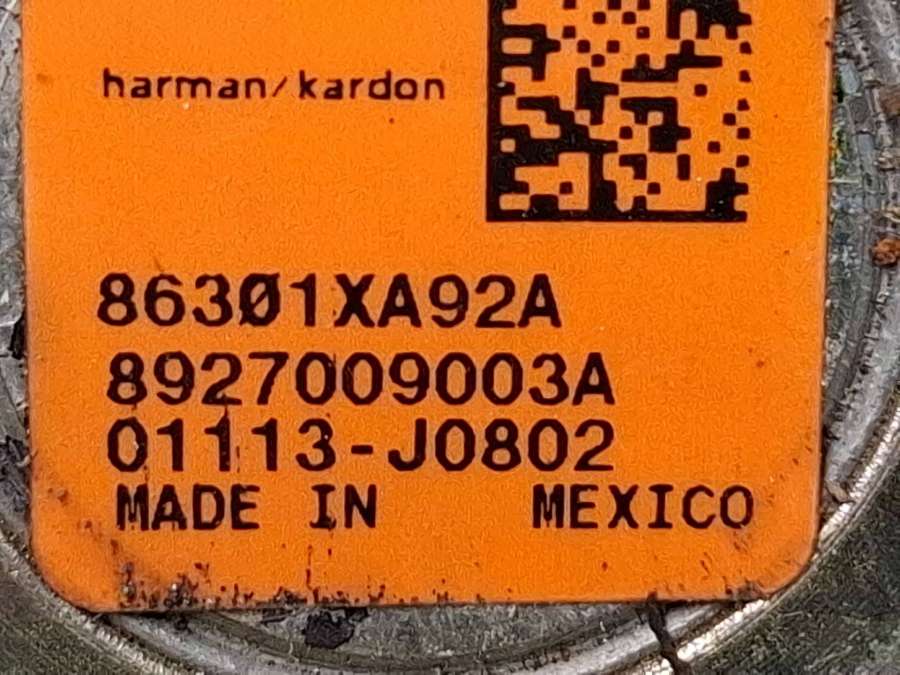 harman/kardon
86301XA92A
8927009003A
01113-J0802
MADE IN MEXICO